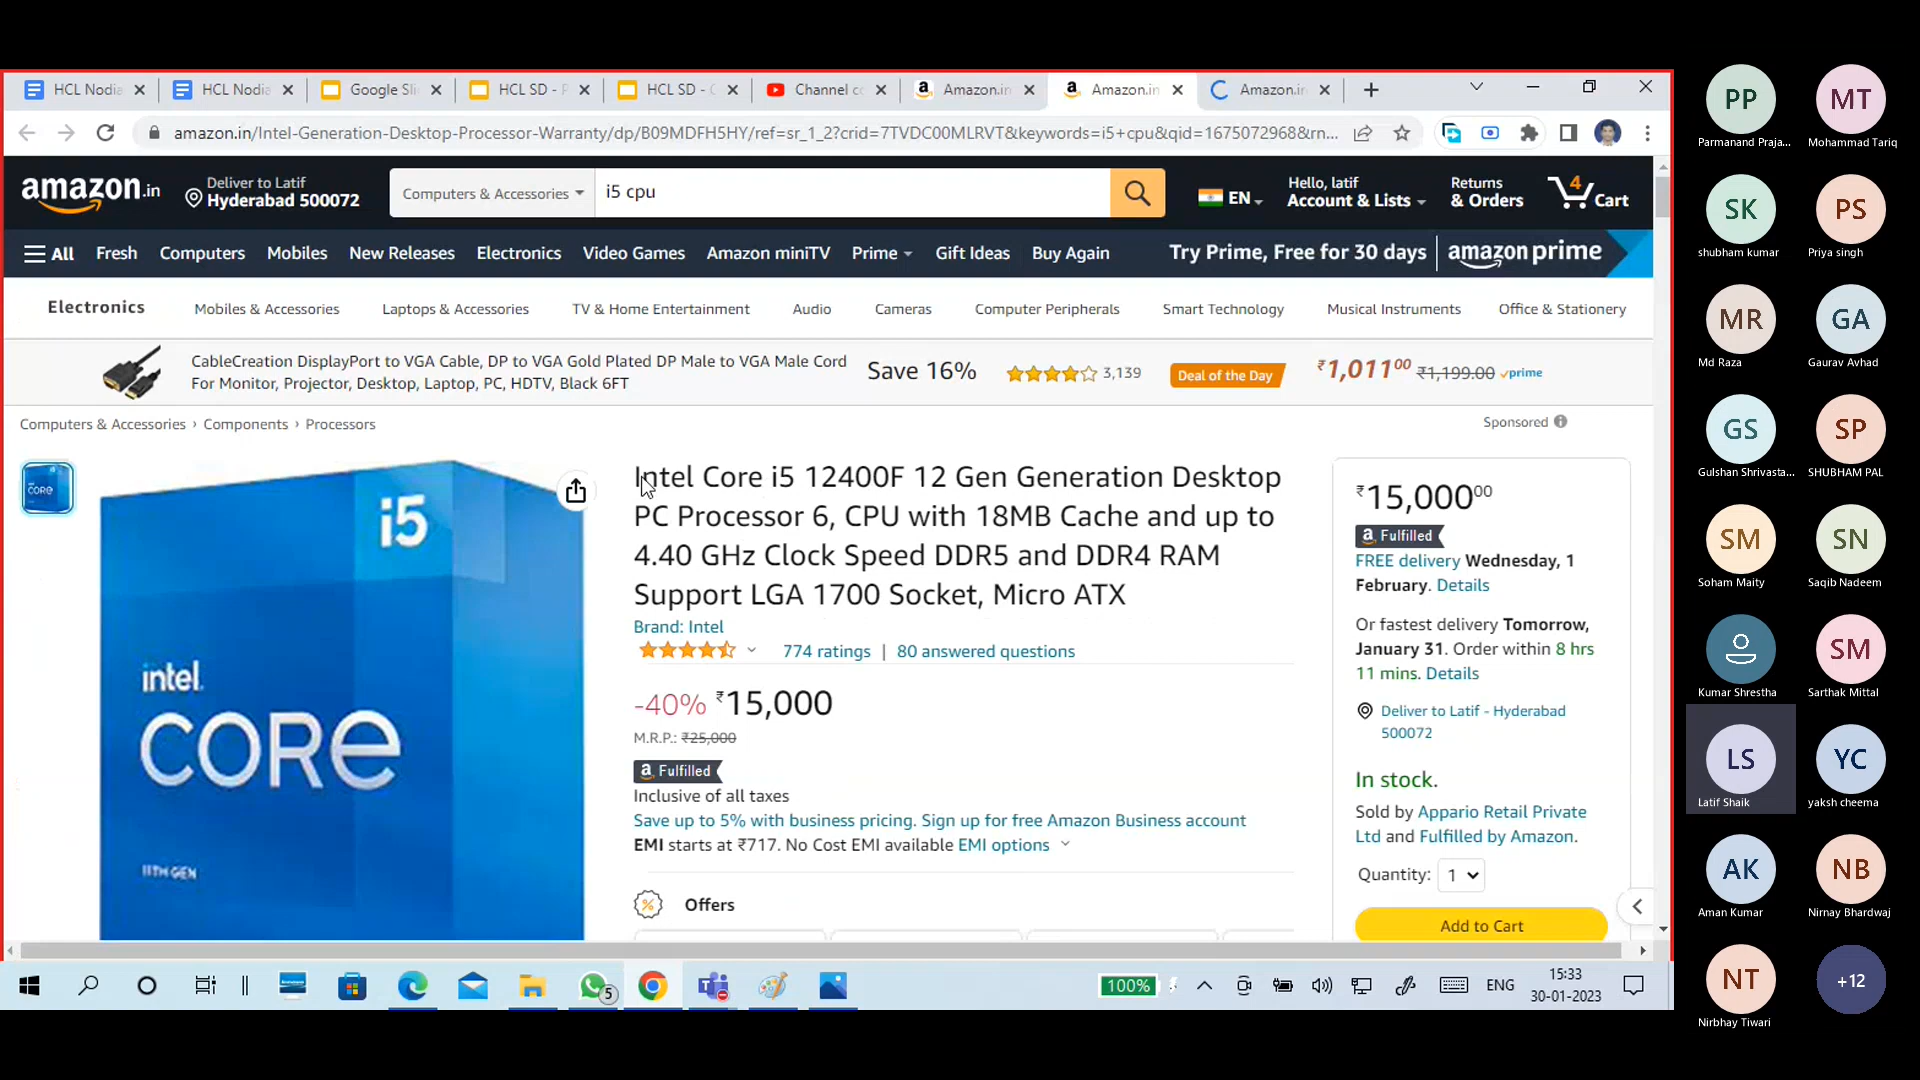 HCL Nodia
HCL Nodia
Google Sli
HCL SD - P
HCL SD - C
Channel co
Amazon.in
Amazon.in
Amazon.in
amazon.in/Intel-Generation-Desktop-Processor-Warranty/dp/B09MDFH5HY/ref=sr_1_2?crid=7TVDC00MLRVT&keywords=i5+cpu&qid=1675072968&rn...
amazon.in
Deliver to Latif
Hyderabad 500072
Computers & Accessories
i5 cpu
EN
Hello, latif
Account & Lists
Returns
& Orders
4
Cart
All
Fresh
Computers
Mobiles
New Releases
Electronics
Video Games
Amazon miniTV
Prime
Gift Ideas
Buy Again
Try Prime, Free for 30 days
amazon prime
Electronics
Mobiles & Accessories
Laptops & Accessories
TV & Home Entertainment
Audio
Cameras
Computer Peripherals
Smart Technology
Musical Instruments
Office & Stationery
CableCreation DisplayPort to VGA Cable, DP to VGA Gold Plated DP Male to VGA Male Cord
For Monitor, Projector, Desktop, Laptop, PC, HDTV, Black 6FT
Save 16%
3,139
Deal of the Day
₹1,01100
₹1,199.00
prime
Computers & Accessories › Components › Processors
Sponsored
Intel Core i5 12400F 12 Gen Generation Desktop
PC Processor 6, CPU with 18MB Cache and up to
4.40 GHz Clock Speed DDR5 and DDR4 RAM
Support LGA 1700 Socket, Micro ATX
Brand: Intel
774 ratings | 80 answered questions
-40% ₹15,000
M.R.P.: ₹25,000
a Fulfilled
Inclusive of all taxes
Save up to 5% with business pricing. Sign up for free Amazon Business account
EMI starts at ₹717. No Cost EMI available EMI options
Offers
core
i5
intel.
CORE
11TH GEN
₹15,00000
a Fulfilled
FREE delivery Wednesday, 1
February. Details
Or fastest delivery Tomorrow,
January 31. Order within 8 hrs
11 mins. Details
Deliver to Latif - Hyderabad
500072
In stock.
Sold by Appario Retail Private
Ltd and Fulfilled by Amazon.
Quantity: 1
Add to Cart
5
100%
ENG
15:33
30-01-2023
PP
Parmanand Praja...
MT
Mohammad Tariq
SK
shubham kumar
PS
Priya singh
MR
Md Raza
GA
Gaurav Avhad
GS
Gulshan Shrivasta...
SP
SHUBHAM PAL
SM
Soham Maity
SN
Saqib Nadeem
Kumar Shrestha
SM
Sarthak Mittal
LS
Latif Shaik
YC
yaksh cheema
AK
Aman Kumar
NB
Nirnay Bhardwaj
NT
Nirbhay Tiwari
+12